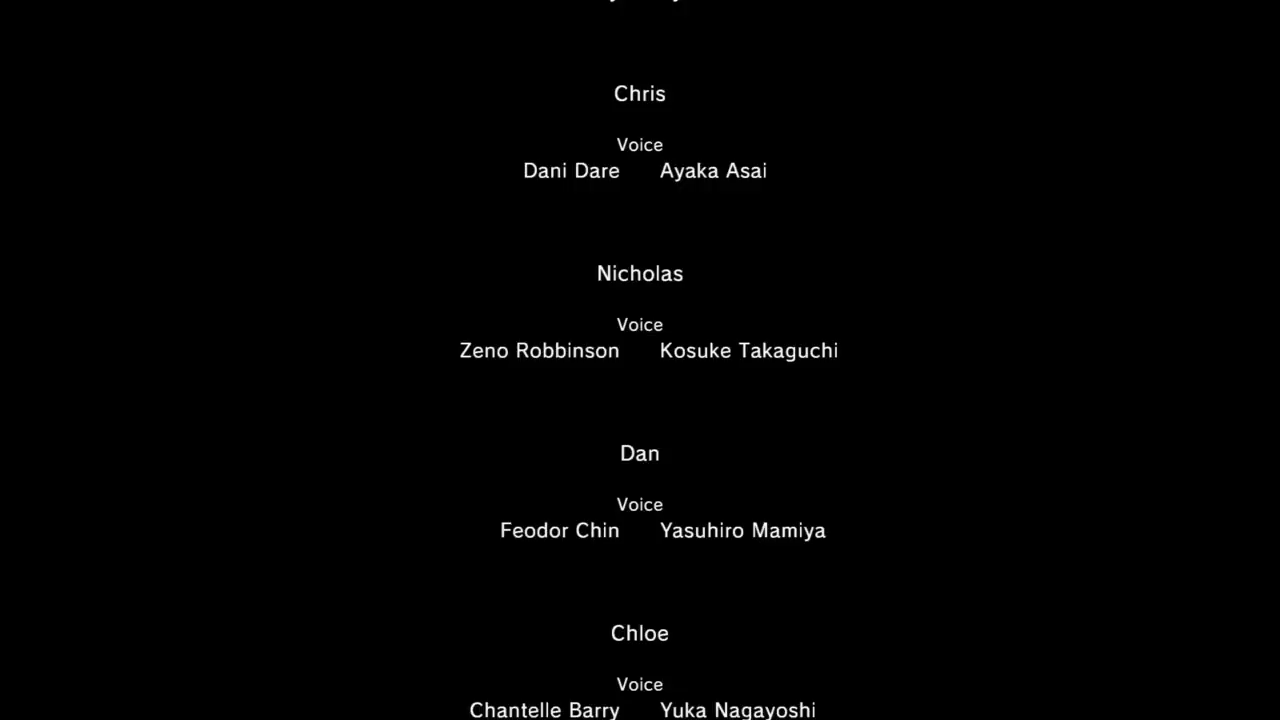 Chris
Voice
Dani Dare Ayaka Asai
Nicholas
Voice
Zeno Robbinson Kosuke Takaguchi
Dan
Voice
Feodor Chin Yasuhiro Mamiya
Chloe
Voice
Chantelle Barry Yuka Nagayoshi